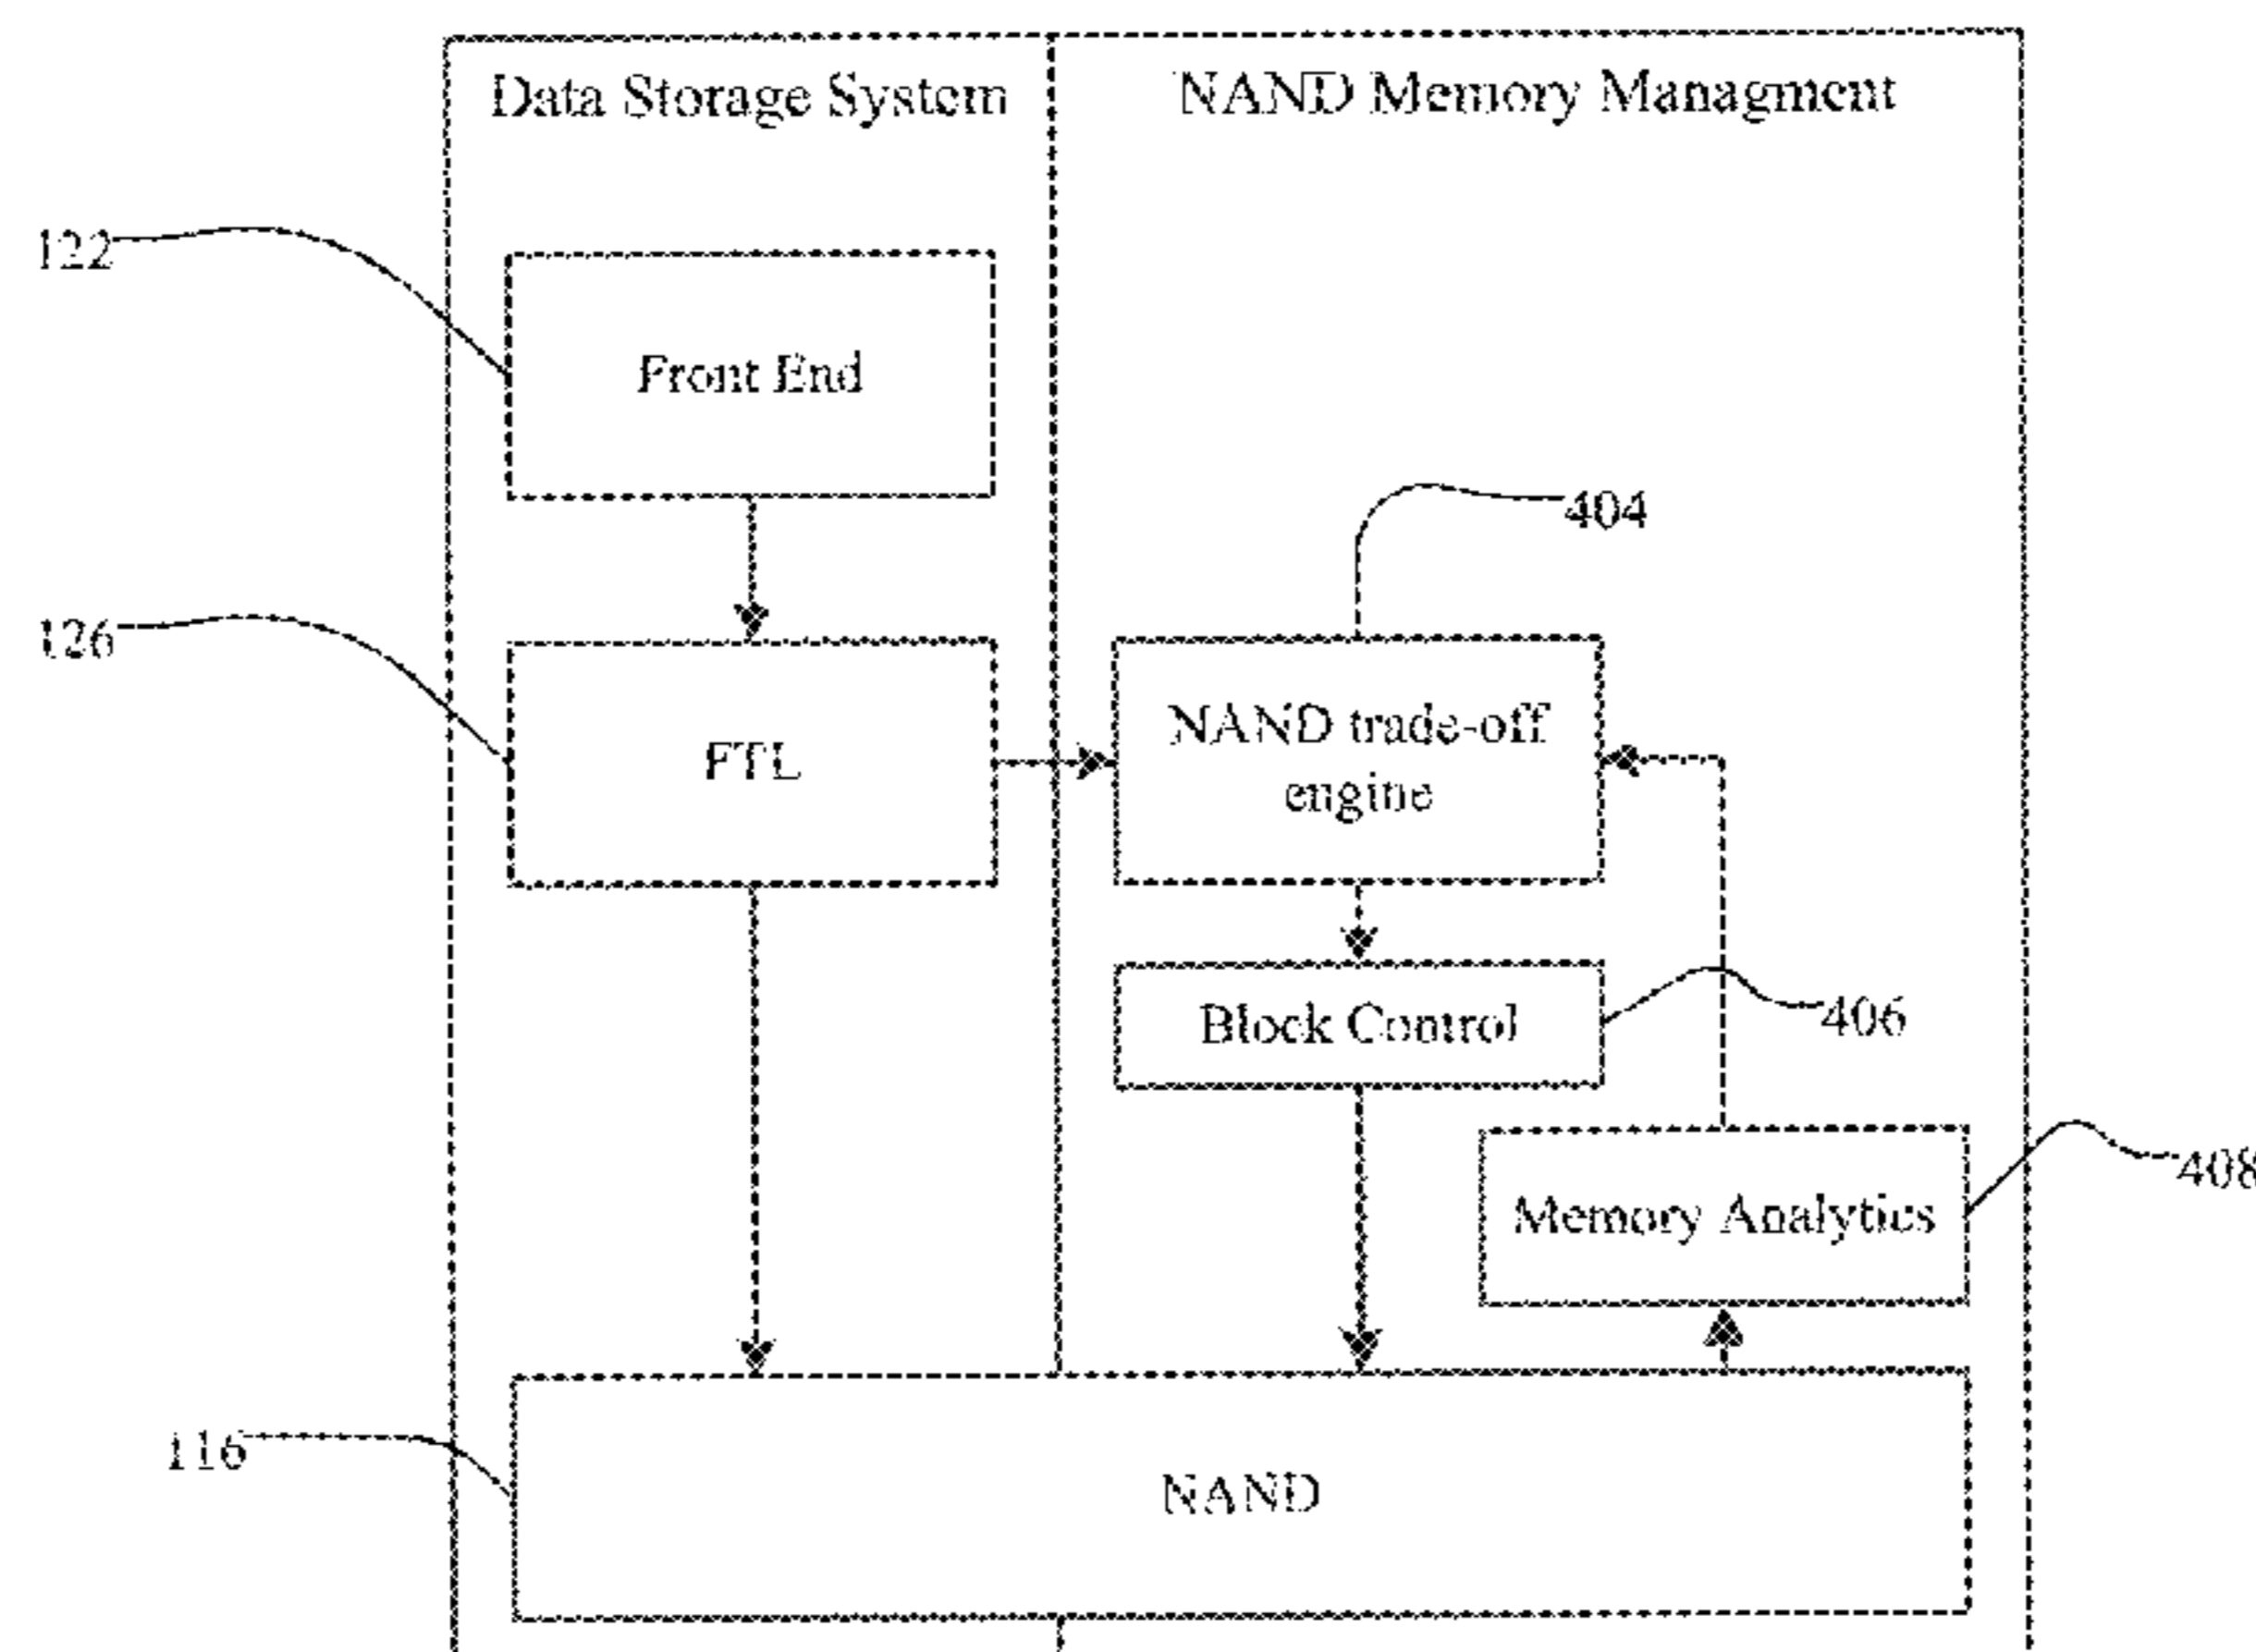 Data Storage System
NAND Memory Managment
122
Front End
404
126
FTL
NAND trade-off
engine
Block Control
406
Memory Analytics
408
116
NAND